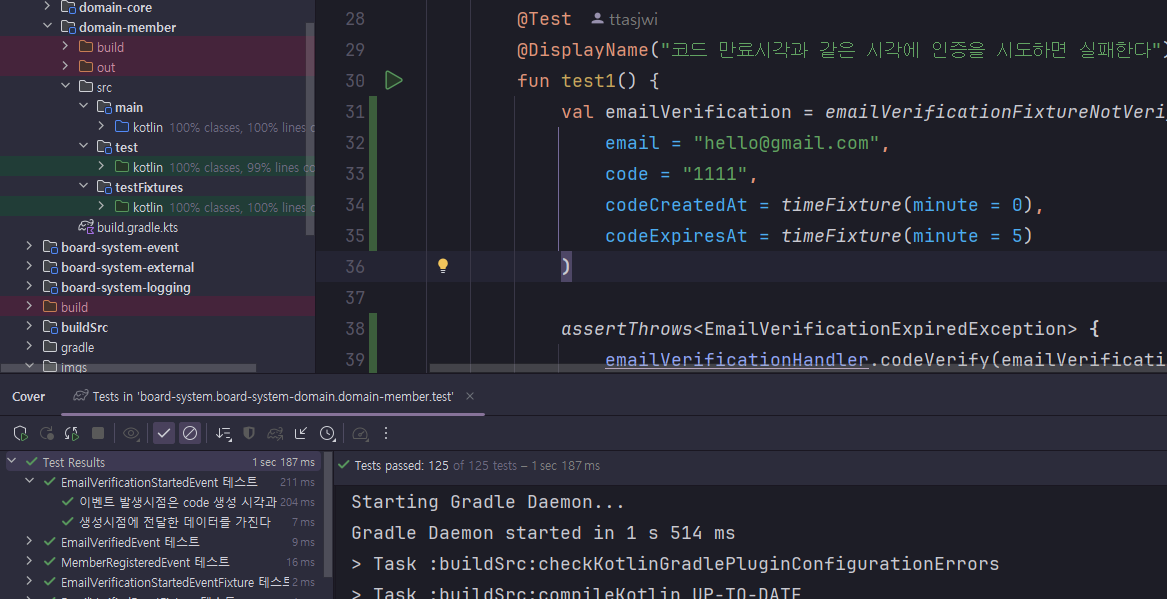 domain-core
domain-member
build
out
src
main
kotlin 100% classes, 100% lines
test
kotlin 100% classes, 99% lines co
testFixtures
kotlin 100% classes, 100% lines
build.gradle.kts
board-system-event
board-system-external
board-system-logging
build
buildSrc
gradle
imgs
28 @Test ttasjwi
29 @DisplayName("코드 만료시각과 같은 시각에 인증을 시도하면 실패한다"
30 fun test1() {
31 val emailVerification = emailVerificationFixtureNotVeri
32 email = "hello@gmail.com",
33 code = "1111",
34 codeCreatedAt = timeFixture(minute = 0),
35 codeExpiresAt = timeFixture(minute = 5)
36 )
37
38 assertThrows<EmailVerificationExpiredException> {
39 emailVerificationHandler.codeVerify(emailVerificati
Cover Tests in 'board-system.board-system-domain.domain-member.test'
Test Results 1 sec 187 ms
EmailVerificationStartedEvent 테스트 211 ms
이벤트 발생시점은 code 생성 시각과 204 ms
생성시점에 전달한 데이터를 가진다 7 ms
EmailVerifiedEvent 테스트 9 ms
MemberRegisteredEvent 테스트 16 ms
EmailVerificationStartedEventFixture 테스트 2 ms
Tests passed: 125 of 125 tests – 1 sec 187 ms
Starting Gradle Daemon...
Gradle Daemon started in 1 s 514 ms
> Task :buildSrc:checkKotlinGradlePluginConfigurationErrors
> Task :buildSrc:compileKotlin UP-TO-DATE